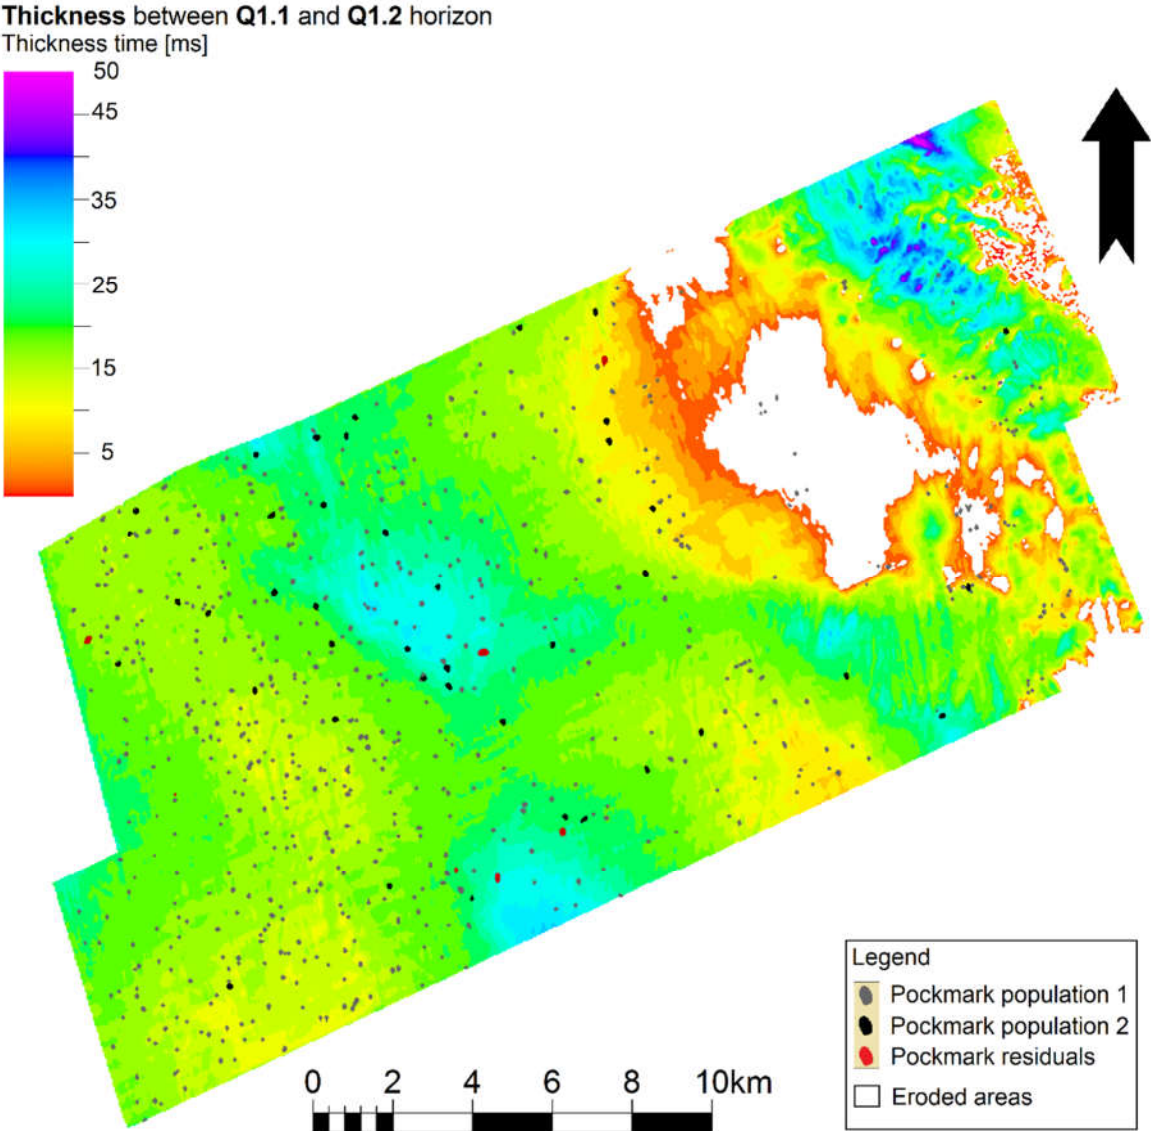 Thickness between Q1.1 and Q1.2 horizon
Thickness time [ms]
50
45
35
25
15
5
Legend
Pockmark population 1
Pockmark population 2
Pockmark residuals
Eroded areas
0 2 4 6 8 10km